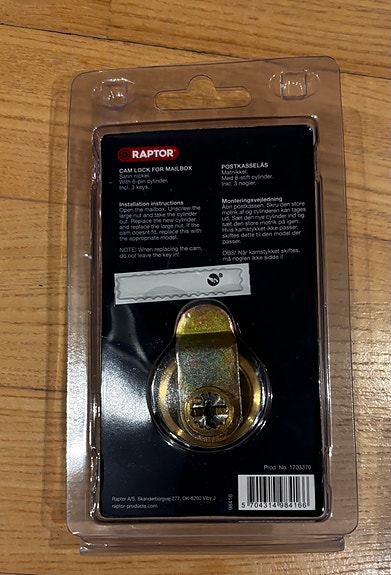 RAPTOR
CAM LOCK FOR MAILBOX
Satin nickel.
With 6-pin cylinder.
Incl. 3 keys.
Installation instructions
Open the mailbox. Unscrew the
large nut and take the cylinder
out. Replace the new cylinder
and replace the large nut. If the
cam doesnt fit, replace this with
the appropriate model.
NOTE! When replacing the cam,
do not leave the key in!
POSTKASSELÅS
Matnikkel.
Med 6-stift cylinder.
Incl. 3 nøgler.
Monteringsvejledning
Åbn postkassen. Skru den store
møtrik af og cylinderen kan tages
ud. Sæt den nye cylinder ind og
sæt den store møtrik på igen.
Hvis kamstykket ikke passer,
skiftes dette til den model der
passer.
OBS! Når kamstykket skiftes,
må nøglen ikke sidde i!
Prod. No. 1703370
Raptor A/S, Skanderborgvej 277, DK-8260 Viby J
raptor-products.com
98416
5 704314 984166